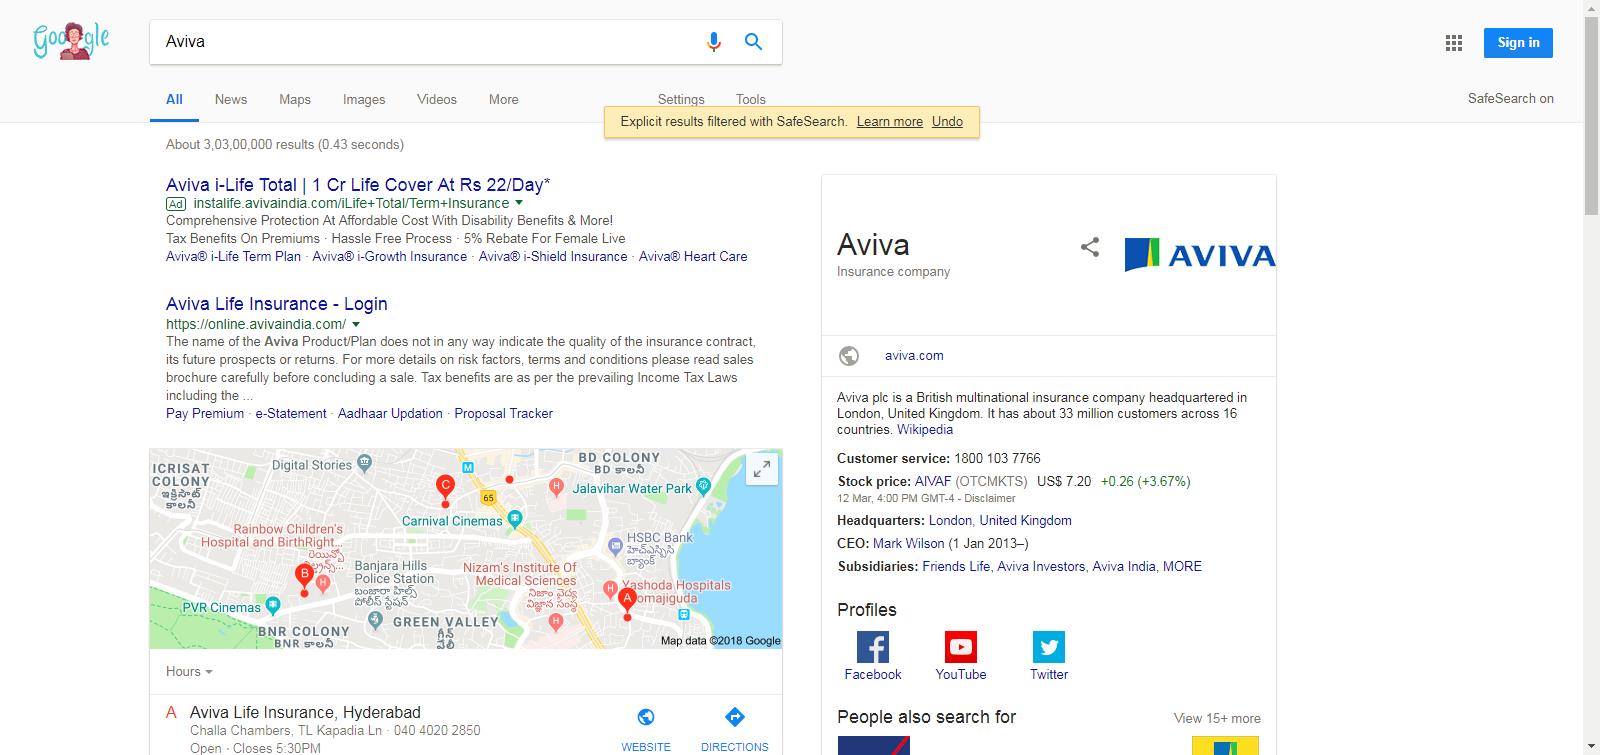 Google
Aviva
Sign in
All
News
Maps
Images
Videos
More
Settings
Tools
SafeSearch on
Explicit results filtered with SafeSearch. Learn more Undo
About 3,03,00,000 results (0.43 seconds)
Aviva i-Life Total | 1 Cr Life Cover At Rs 22/Day*
Ad instalife.avivaindia.com/iLife+Total/Term+Insurance
Comprehensive Protection At Affordable Cost With Disability Benefits & More!
Tax Benefits On Premiums · Hassle Free Process · 5% Rebate For Female Live
Aviva® i-Life Term Plan · Aviva® i-Growth Insurance · Aviva® i-Shield Insurance · Aviva® Heart Care
Aviva Life Insurance - Login
https://online.avivaindia.com/
The name of the Aviva Product/Plan does not in any way indicate the quality of the insurance contract,
its future prospects or returns. For more details on risk factors, terms and conditions please read sales
brochure carefully before concluding a sale. Tax benefits are as per the prevailing Income Tax Laws
including the ...
Pay Premium · e-Statement · Aadhaar Updation · Proposal Tracker
ICRISAT
COLONY
Digital Stories
M
BD COLONY
BD కాలనీ
C
65
H
Jalavihar Water Park
Carnival Cinemas
Rainbow Children's
Hospital and BirthRight...
HSBC Bank
B
H
Banjara Hills
Police Station
Nizam's Institute Of
Medical Sciences
H
Yashoda Hospitals
A
omajiguda
PVR Cinemas
GREEN VALLEY
H
BNR COLONY
BNR కాలనీ
Map data ©2018 Google
Hours
A Aviva Life Insurance, Hyderabad
Challa Chambers, TL Kapadia Ln · 040 4020 2850
Open · Closes 5:30PM
WEBSITE
DIRECTIONS
Aviva
Insurance company
AVIVA
aviva.com
Aviva plc is a British multinational insurance company headquartered in
London, United Kingdom. It has about 33 million customers across 16
countries. Wikipedia
Customer service: 1800 103 7766
Stock price: AIVAF (OTCMKTS) US$ 7.20 +0.26 (+3.67%)
12 Mar, 4:00 PM GMT-4 - Disclaimer
Headquarters: London, United Kingdom
CEO: Mark Wilson (1 Jan 2013–)
Subsidiaries: Friends Life, Aviva Investors, Aviva India, MORE
Profiles
Facebook
YouTube
Twitter
People also search for
View 15+ more